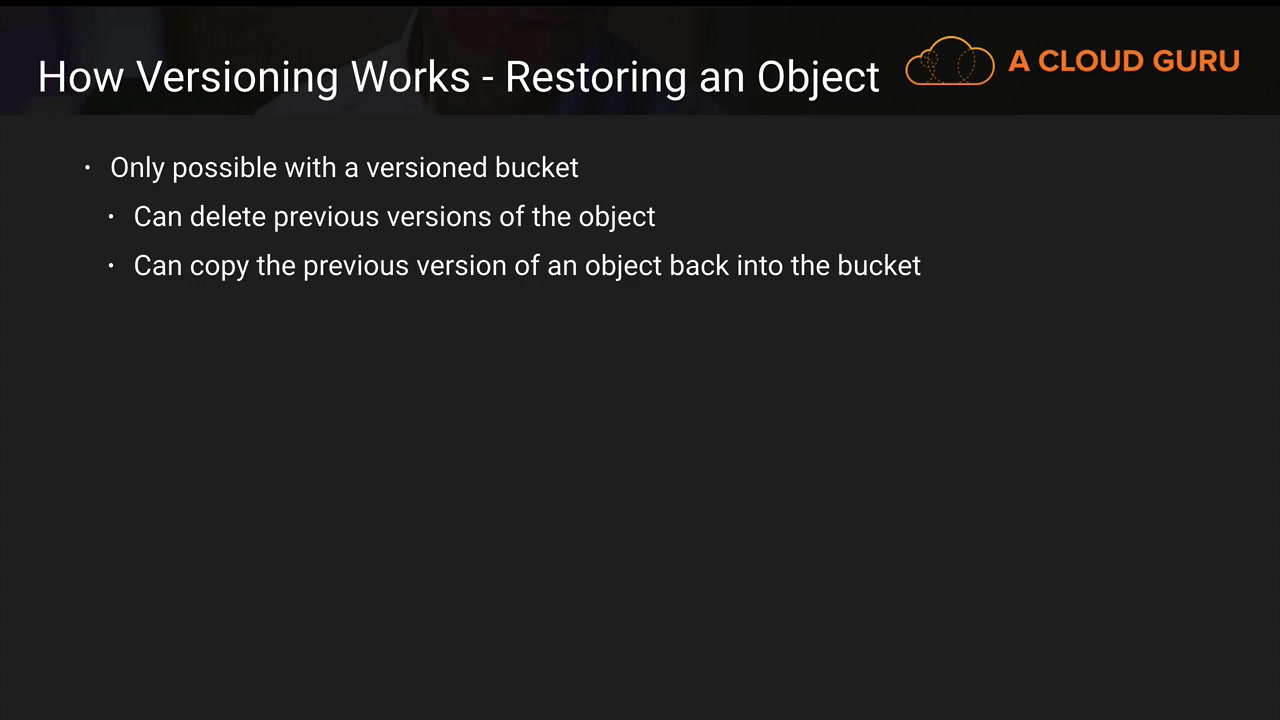 How Versioning Works - Restoring an Object
A CLOUD GURU
· Only possible with a versioned bucket
· Can delete previous versions of the object
· Can copy the previous version of an object back into the bucket